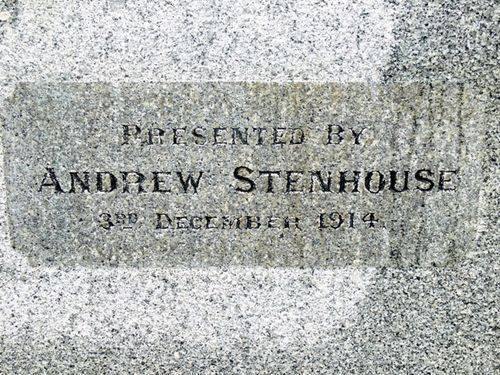 PRESENTED BY
ANDREW STENHOUSE
3RD DECEMBER 1914.